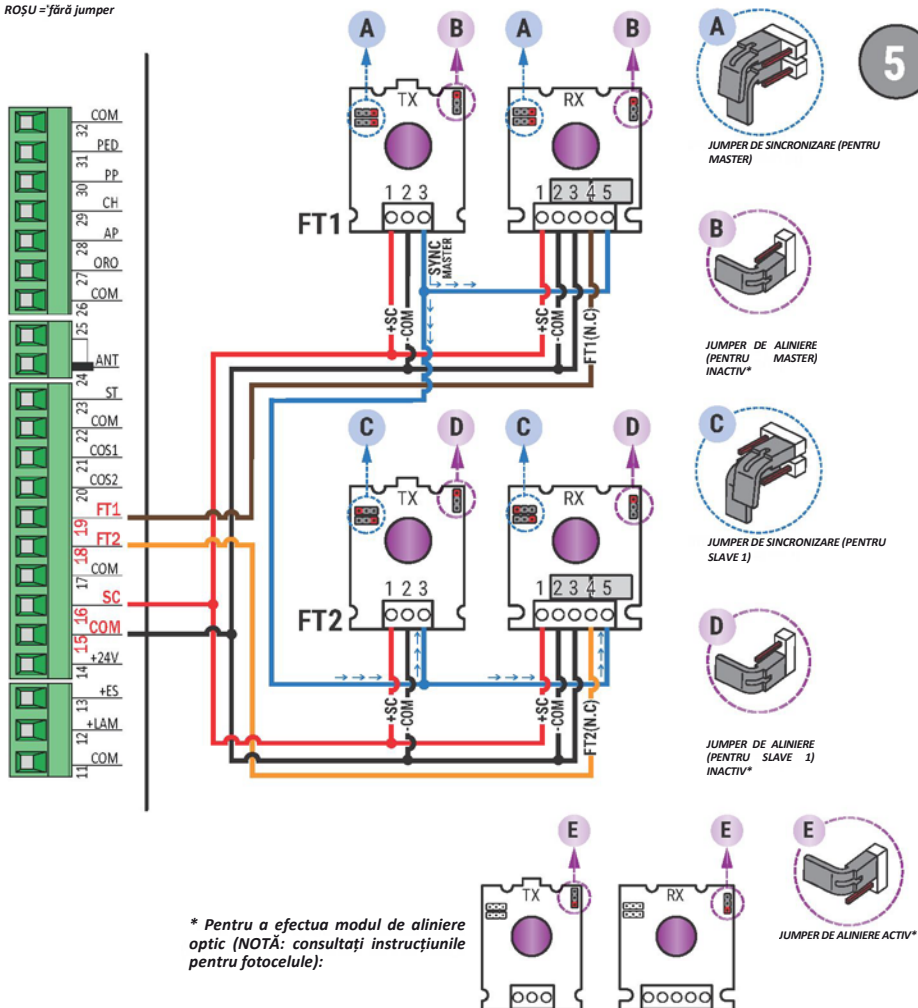 ROȘU ='fără jumper
A
B
A
B
A
5
TX
RX
JUMPER DE SINCRONIZARE (PENTRU
MASTER)
1 2 3
1 2 3 4 5
FT1
SYNC
MASTER
+SC
-COM
+SC
-COM
FT1(N.C)
B
JUMPER DE ALINIERE
(PENTRU MASTER)
INACTIV*
COM
32
PED
31
PP
30
CH
29
AP
28
ORO
27
COM
26
25
ANT
24
ST
23
COM
22
COS1
21
COS2
20
FT1
19
FT2
18
COM
17
SC
16
COM
15
+24V
14
+ES
13
+LAM
12
COM
11
C
D
C
D
C
TX
RX
JUMPER DE SINCRONIZARE (PENTRU
SLAVE 1)
1 2 3
1 2 3 4 5
FT2
+SC
-COM
+SC
-COM
FT2(N.C)
D
JUMPER DE ALINIERE
(PENTRU SLAVE 1)
INACTIV*
E
E
E
TX
RX
JUMPER DE ALINIERE ACTIV*
* Pentru a efectua modul de aliniere
optic (NOTĂ: consultați instrucțiunile
pentru fotocelule):